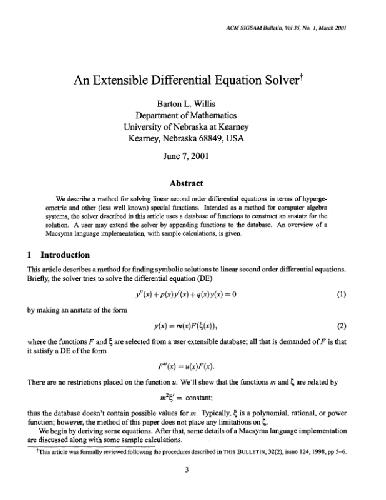 ACM SIGSAM Bulletin, Vol 35, No. 1, March 2001
An Extensible Differential Equation Solver†
Barton L. Willis
Department of Mathematics
University of Nebraska at Kearney
Kearney, Nebraska 68849, USA
June 7, 2001
Abstract
We describe a method for solving linear second order differential equations in terms of hyperge-
ometric and other (less well known) special functions. Intended as a method for computer algebra
systems, the solver described in this article uses a database of functions to construct an ansatz for the
solution. A user may extend the solver by appending functions to the database. An overview of a
Macsyma language implementation, with sample calculations, is given.
1 Introduction
This article describes a method for finding symbolic solutions to linear second order differential equations.
Briefly, the solver tries to solve the differential equation (DE)
y″(x) + p(x)y′(x) + q(x)y(x) = 0 (1)
by making an ansatz of the form
y(x) = m(x)F(ξ(x)), (2)
where the functions F and ξ are selected from a user extensible database; all that is demanded of F is that
it satisfy a DE of the form
F″(x) = u(x)F(x).
There are no restrictions placed on the function u. We'll show that the functions m and ξ are related by
m²ξ′ = constant;
thus the database doesn't contain possible values for m. Typically, ξ is a polynomial, rational, or power
function; however, the method of this paper does not place any limitations on ξ.
We begin by deriving some equations. After that, some details of a Macsyma language implementation
are discussed along with some sample calculations.
†This article was formally reviewed following the procedures described in THIS BULLETIN, 32(2), issue 124, 1998, pp 5–6.
3